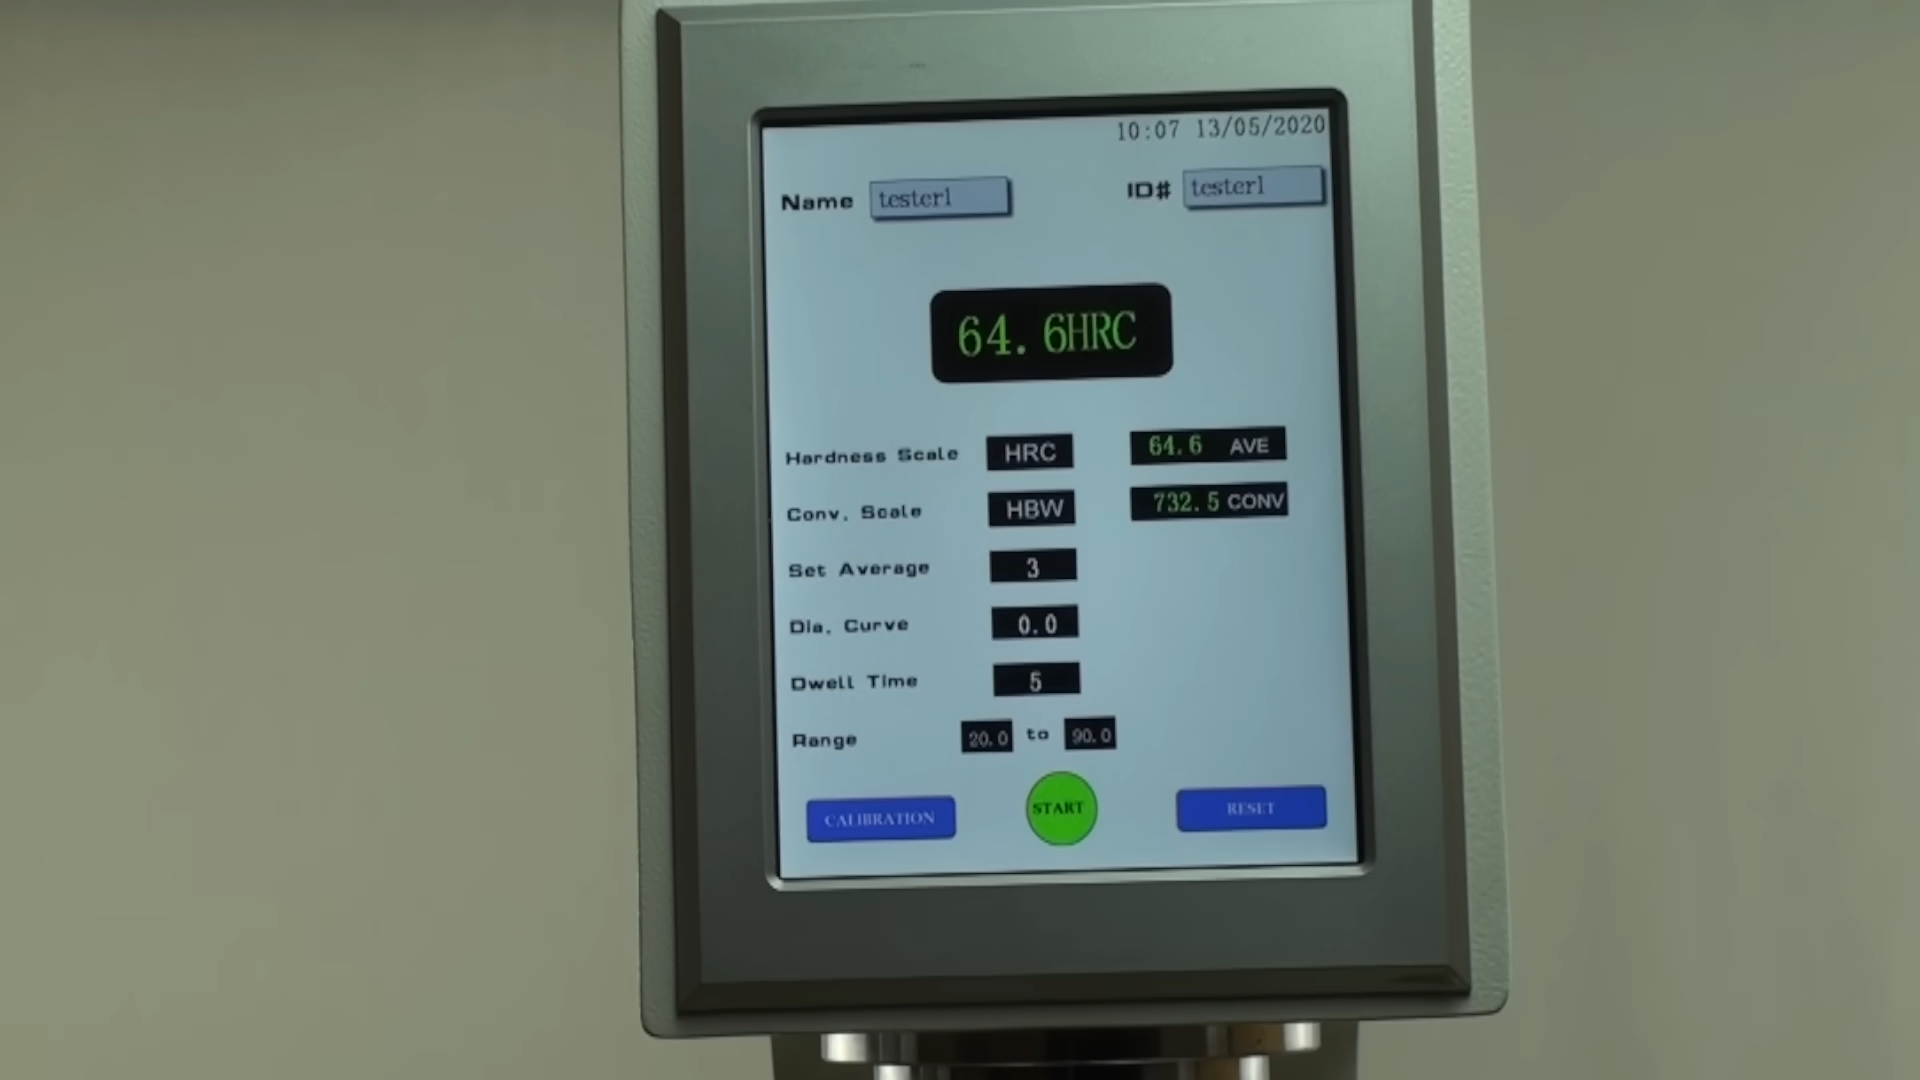 10:07 13/05/2020
Name tester1 ID# tester1
64.6HRC
Hardness Scale HRC 64.6 AVE
Conv. Scale HBW 732.5 CONV
Set Average 3
Dia. Curve 0.0
Dwell Time 5
Range 20.0 to 90.0
CALIBRATION START RESET